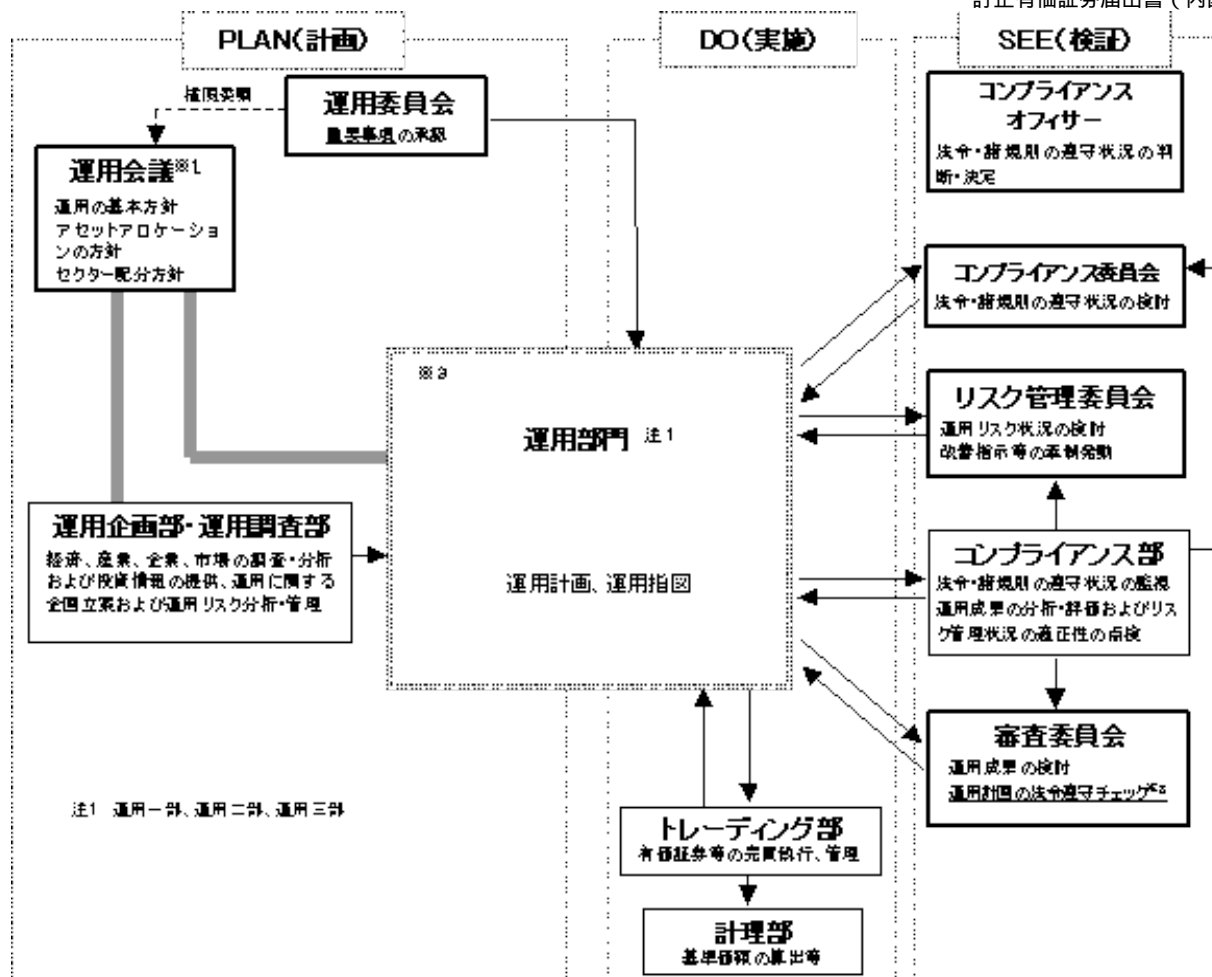 訂正有価証券届出書(内国
PLAN(計画)
DO(実施)
SEE(検証)
権限委嘱
運用委員会
重要事項の承認
運用会議※1
運用の基本方針
アセットアロケーショ
ンの方針
セクター配分方針
コンプライアンス
オフィサー
法令・諸規則の遵守状況の判
断・決定
コンプライアンス委員会
法令・諸規則の遵守状況の検討
※3
運用部門 注1
運用計画、運用指図
リスク管理委員会
運用リスク状況の検討
改善指示等の牽制発動
運用企画部・運用調査部
経済、産業、企業、市場の調査・分析
および投資情報の提供、運用に関する
企画立案および運用リスク分析・管理
コンプライアンス部
法令・諸規則の遵守状況の監視
運用成果の分析・評価およびリス
ク管理状況の適正性の点検
審査委員会
運用成果の検討
運用計画の法令遵守チェック※2
注1 運用一部、運用二部、運用三部
トレーディング部
有価証券等の売買執行、管理
計理部
基準価額の算出等